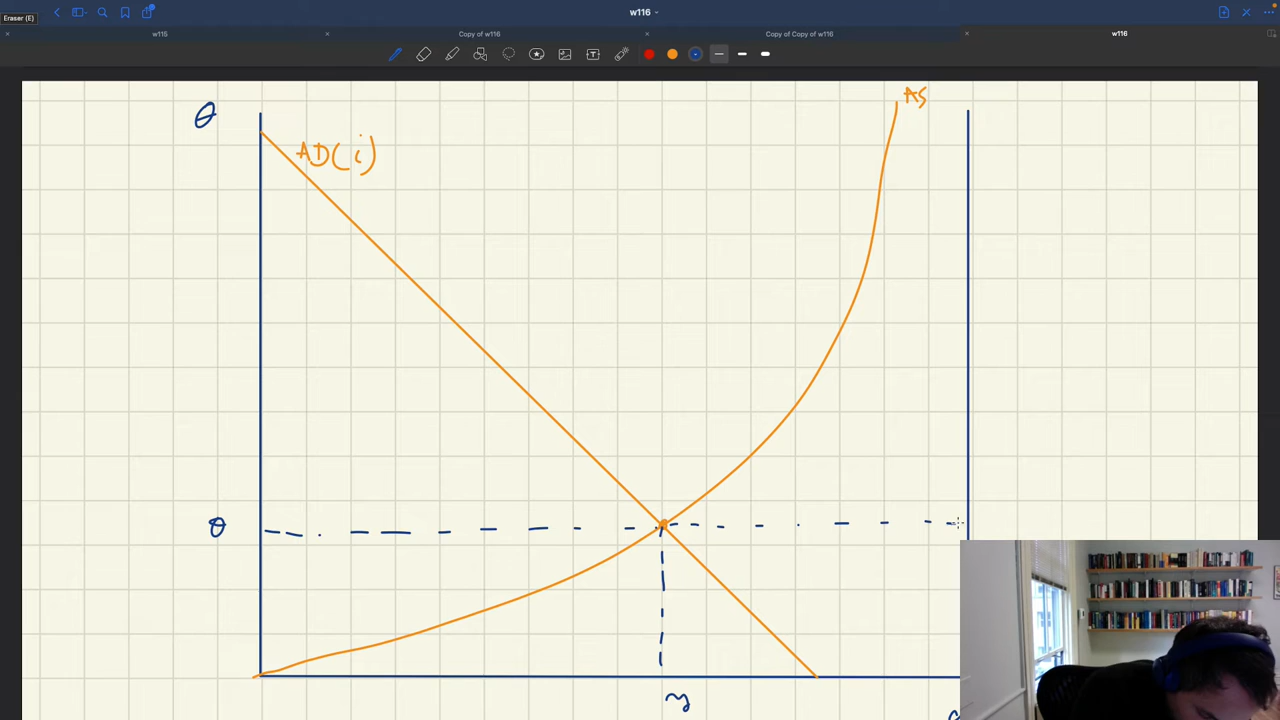 w116
Eraser (E)
w115
Copy of w116
Copy of Copy of w116
w116
θ
AD(i)
AS
θ
y